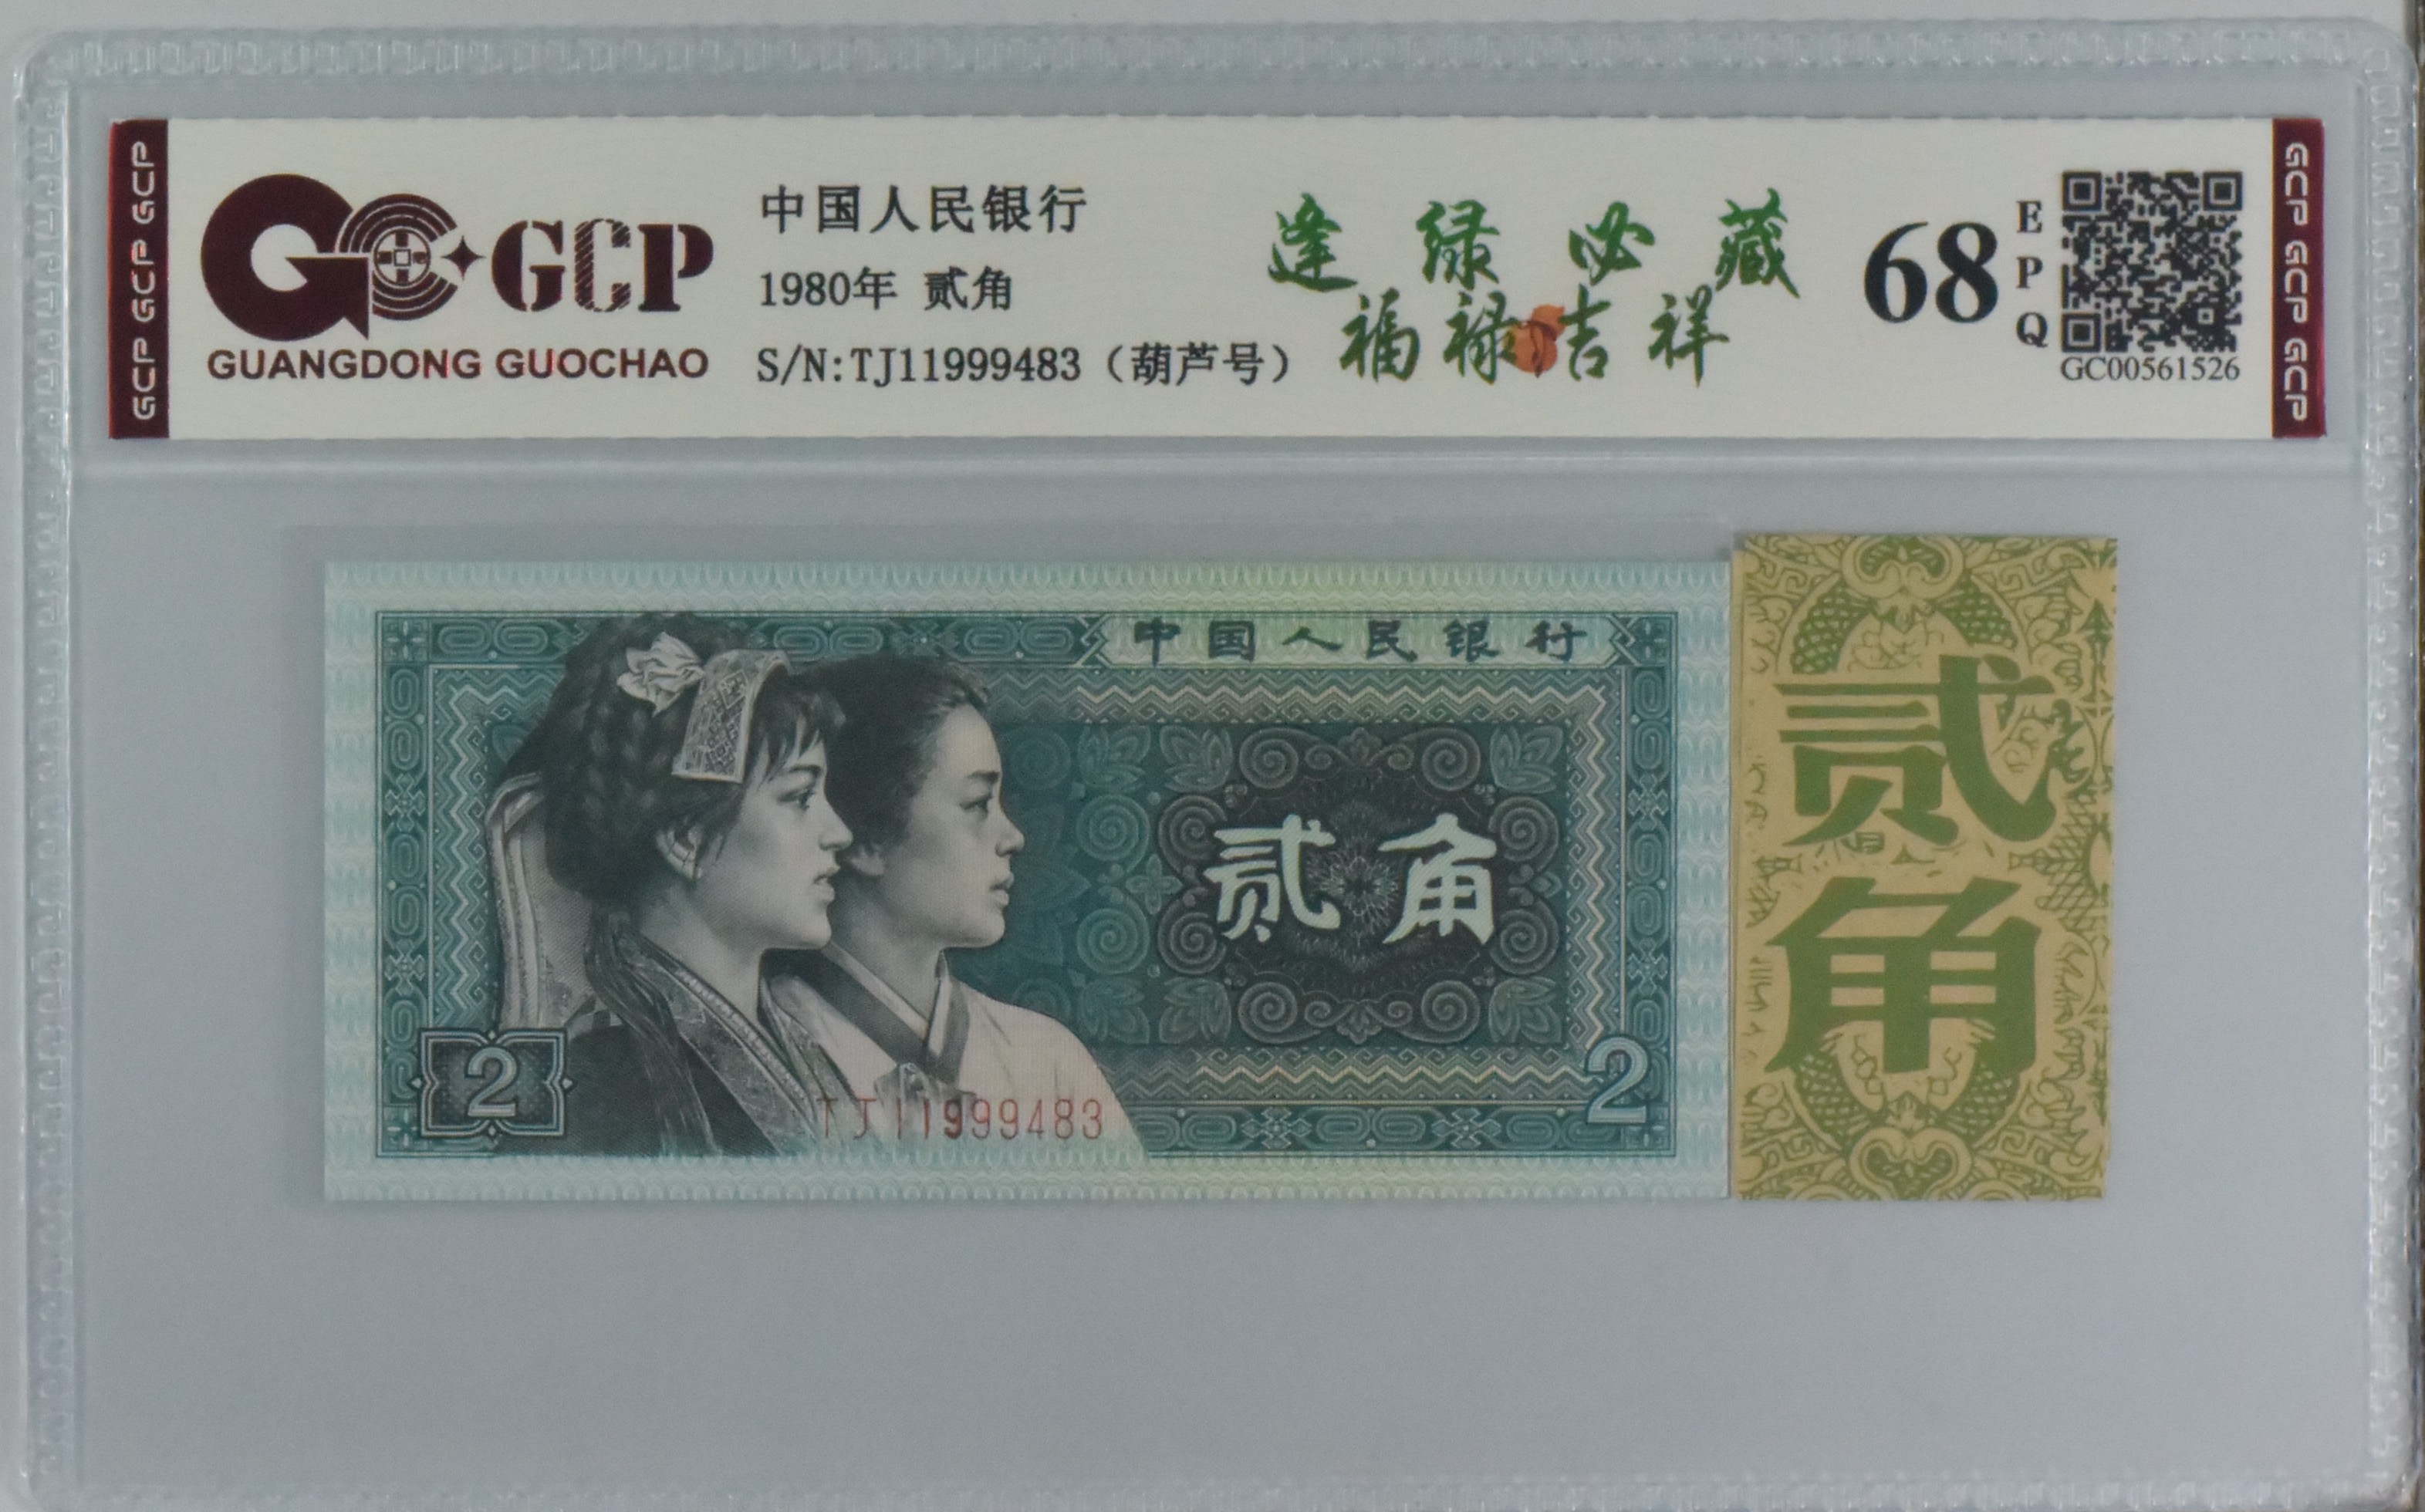 GCP GCP GCP
GCP
GUANGDONG GUOCHAO
中国人民银行
1980年 贰角
S/N:TJ11999483（葫芦号）
逢绿必藏
福禄吉祥
68
EPQ
GC00561526
GCP GCP GCP
中国人民银行
贰角
2
2
TJ11999483
贰角